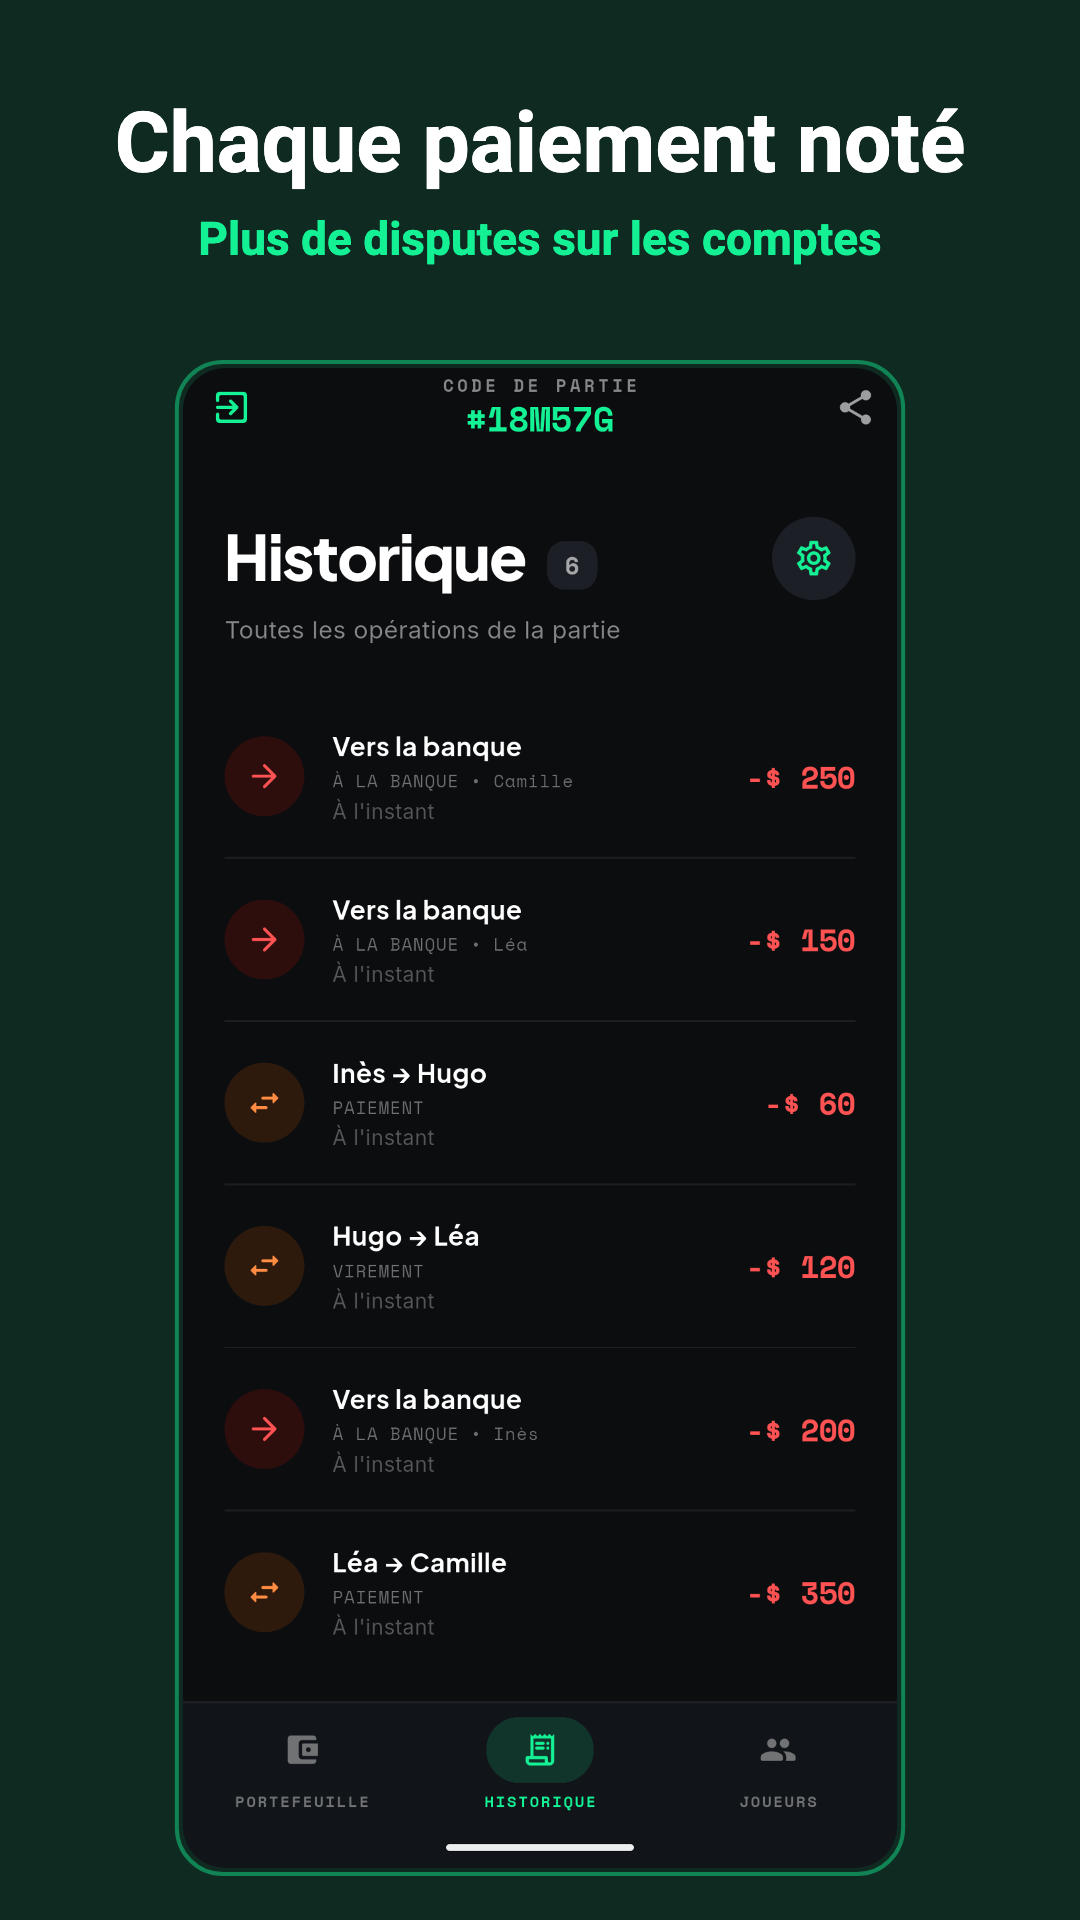 Chaque paiement noté
Plus de disputes sur les comptes
CODE DE PARTIE
#18M57G
Historique 6
Toutes les opérations de la partie
Vers la banque
À LA BANQUE • Camille
À l'instant
-$ 250
Vers la banque
À LA BANQUE • Léa
À l'instant
-$ 150
Inès → Hugo
PAIEMENT
À l'instant
-$ 60
Hugo → Léa
VIREMENT
À l'instant
-$ 120
Vers la banque
À LA BANQUE • Inès
À l'instant
-$ 200
Léa → Camille
PAIEMENT
À l'instant
-$ 350
PORTEFEUILLE
HISTORIQUE
JOUEURS